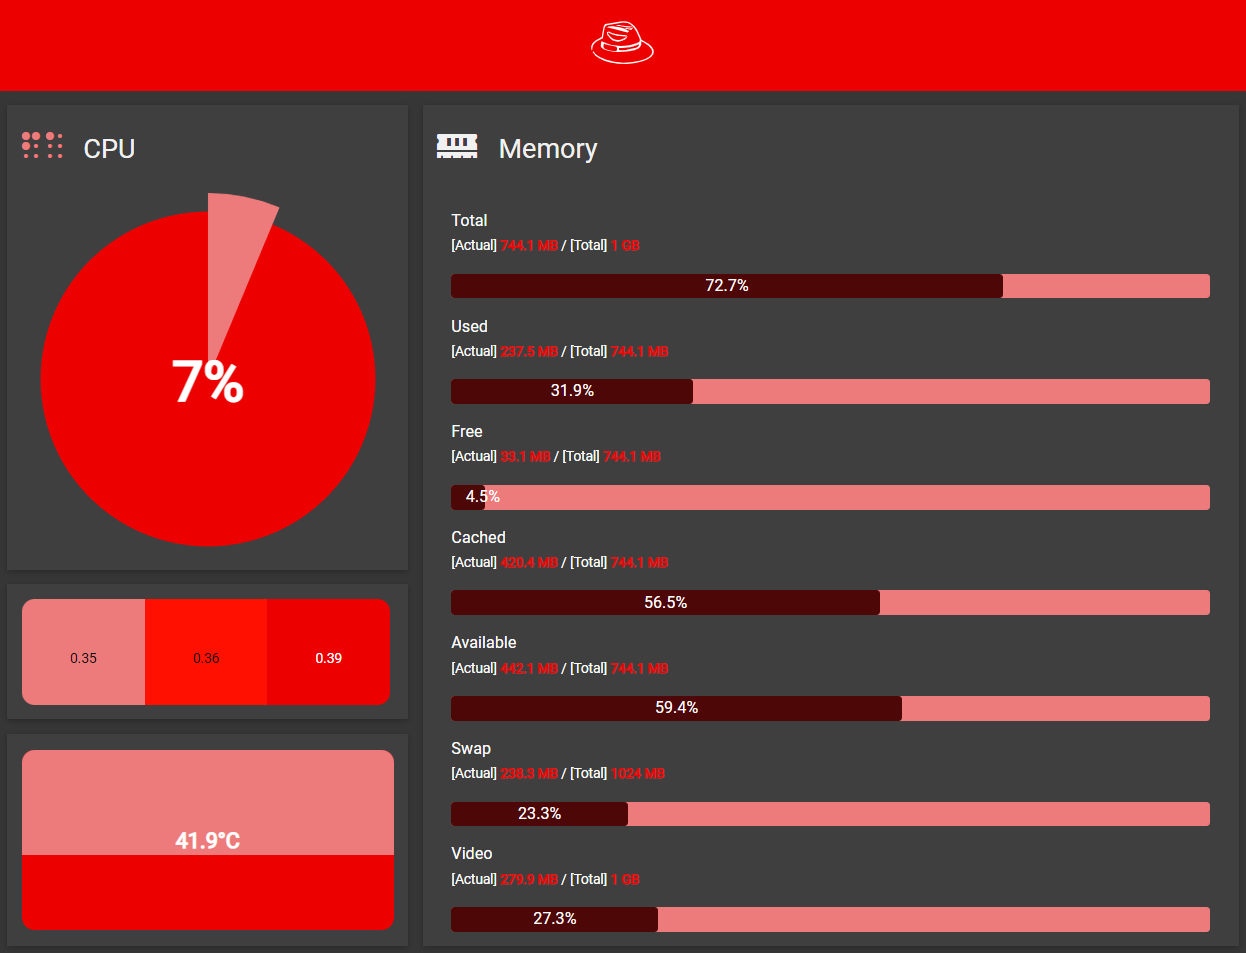 CPU
7%
0.35
0.36
0.39
41.9°C
Memory
Total
[Actual] 744.1 MB / [Total] 1 GB
72.7%
Used
[Actual] 237.5 MB / [Total] 744.1 MB
31.9%
Free
[Actual] 33.1 MB / [Total] 744.1 MB
4.5%
Cached
[Actual] 420.4 MB / [Total] 744.1 MB
56.5%
Available
[Actual] 442.1 MB / [Total] 744.1 MB
59.4%
Swap
[Actual] 238.3 MB / [Total] 1024 MB
23.3%
Video
[Actual] 279.9 MB / [Total] 1 GB
27.3%